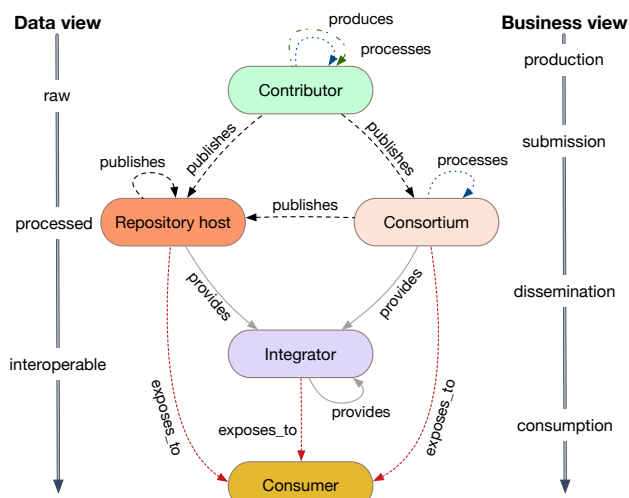 Data view
Business view
produces
processes
production
raw
Contributor
submission
publishes
publishes
publishes
processes
processed
Repository host
publishes
Consortium
provides
provides
dissemination
Integrator
interoperable
exposes_to
exposes_to
provides
exposes_to
consumption
Consumer